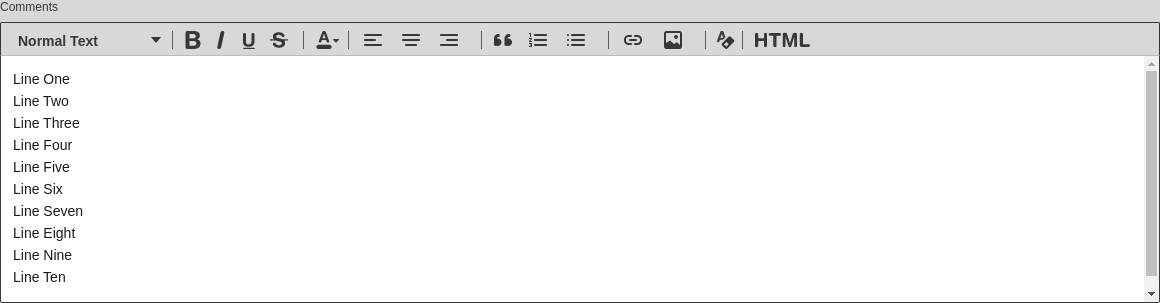 Comments
Normal Text B I U S A A HTML
Line One
Line Two
Line Three
Line Four
Line Five
Line Six
Line Seven
Line Eight
Line Nine
Line Ten